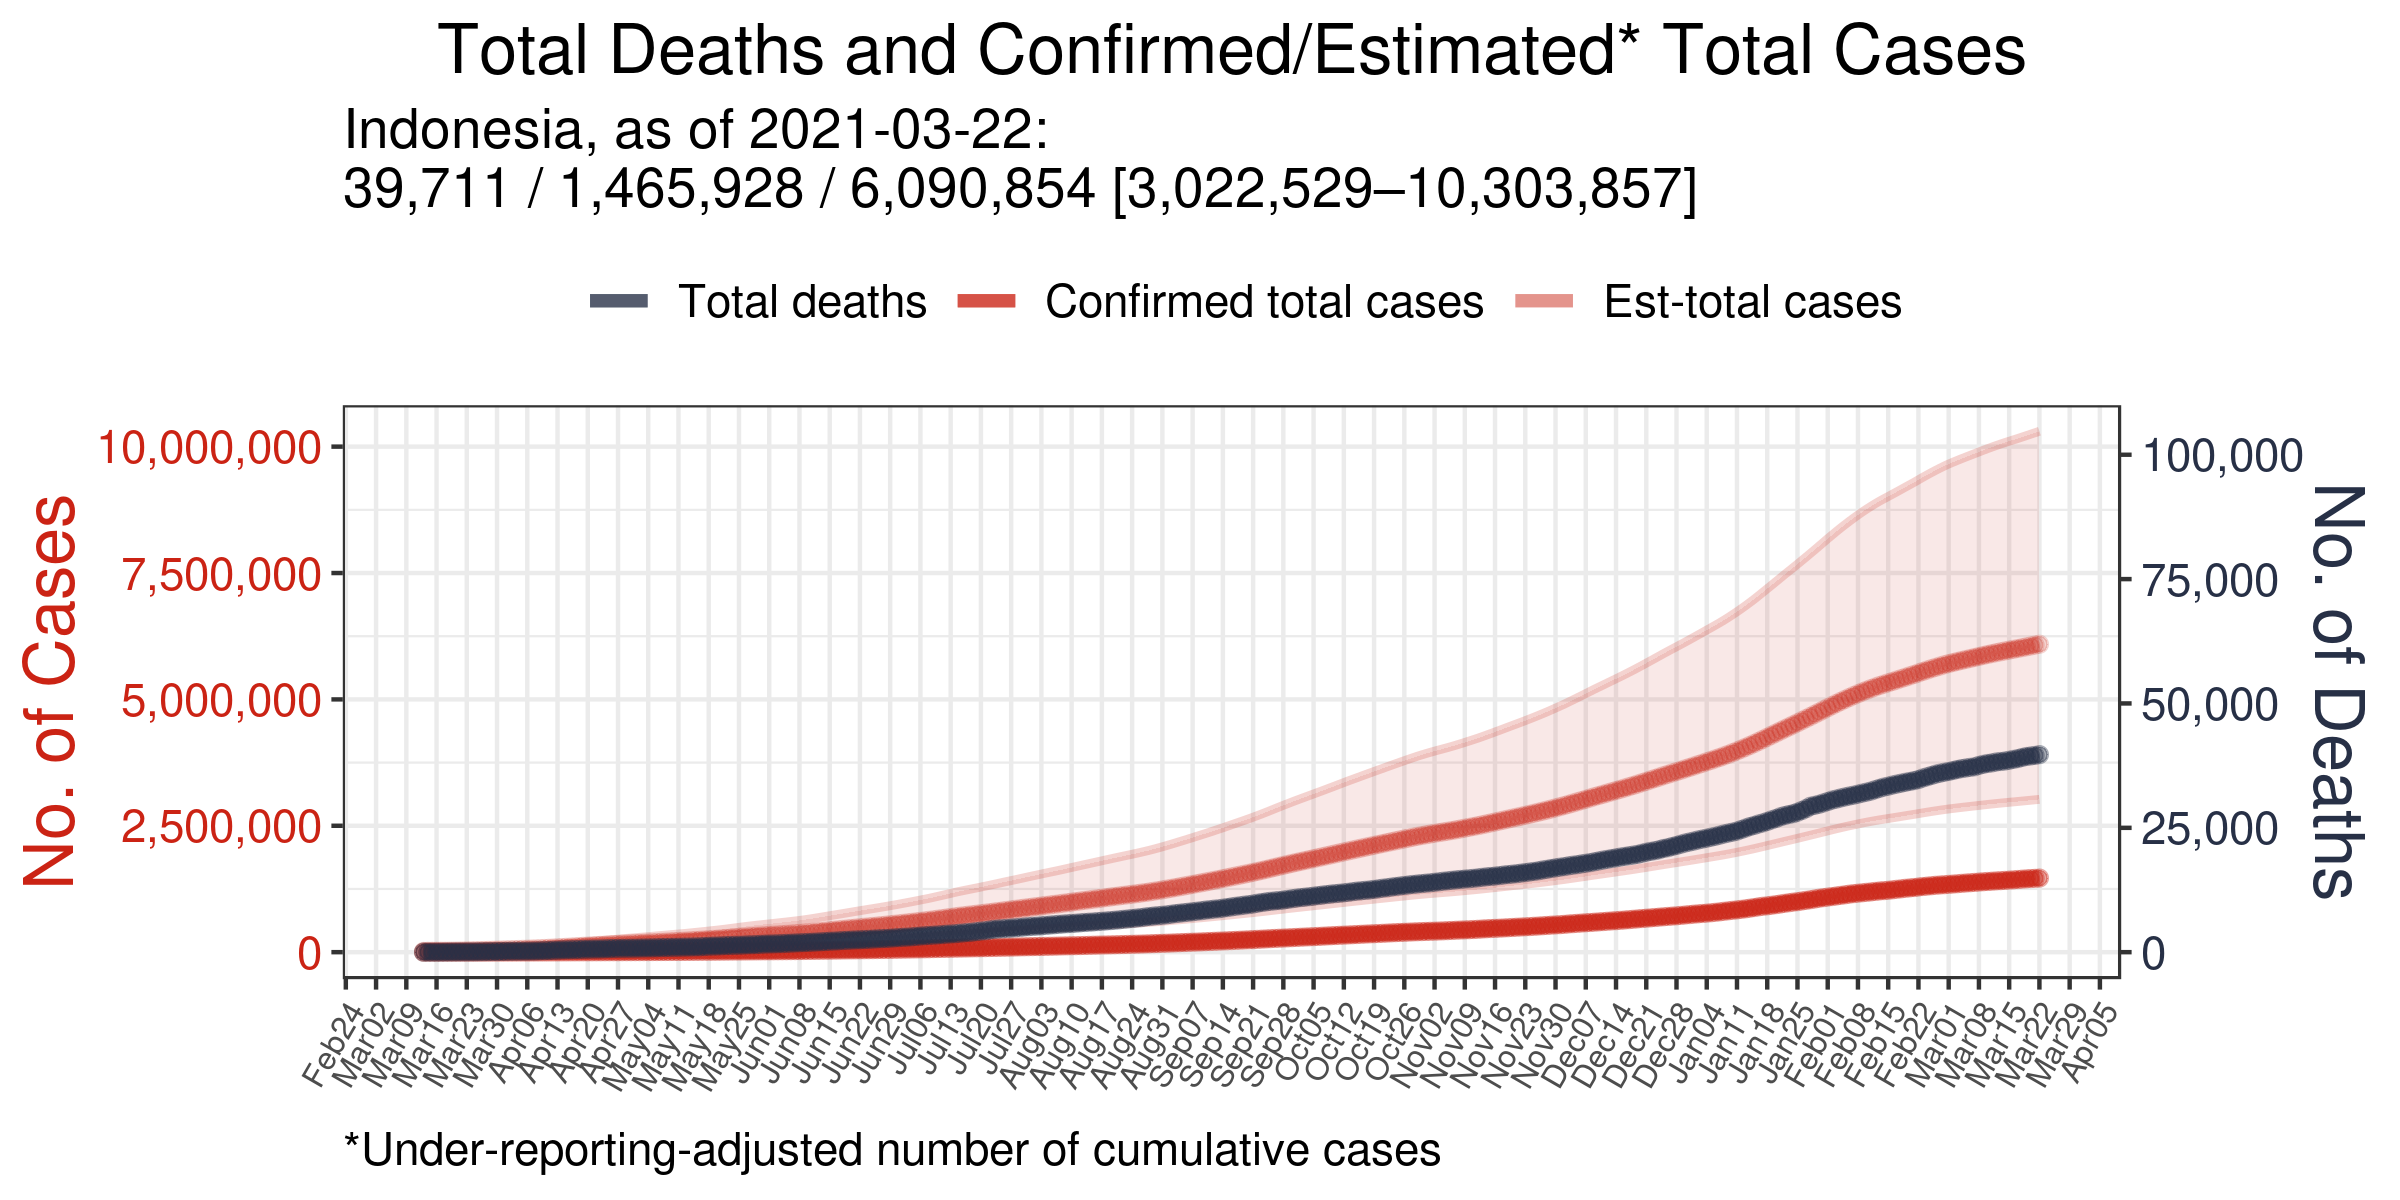 Total Deaths and Confirmed/Estimated* Total Cases
Indonesia, as of 2021-03-22:
39,711 / 1,465,928 / 6,090,854 [3,022,529–10,303,857]
Total deaths
Confirmed total cases
Est-total cases
No. of Cases
10,000,000
7,500,000
5,000,000
2,500,000
0
100,000
75,000
50,000
25,000
0
No. of Deaths
Feb24
Mar02
Mar09
Mar16
Mar23
Mar30
Apr06
Apr13
Apr20
Apr27
May04
May11
May18
May25
Jun01
Jun08
Jun15
Jun22
Jun29
Jul06
Jul13
Jul20
Jul27
Aug03
Aug10
Aug17
Aug24
Aug31
Sep07
Sep14
Sep21
Sep28
Oct05
Oct12
Oct19
Oct26
Nov02
Nov09
Nov16
Nov23
Nov30
Dec07
Dec14
Dec21
Dec28
Jan04
Jan11
Jan18
Jan25
Feb01
Feb08
Feb15
Feb22
Mar01
Mar08
Mar15
Mar22
Mar29
Apr05
*Under-reporting-adjusted number of cumulative cases